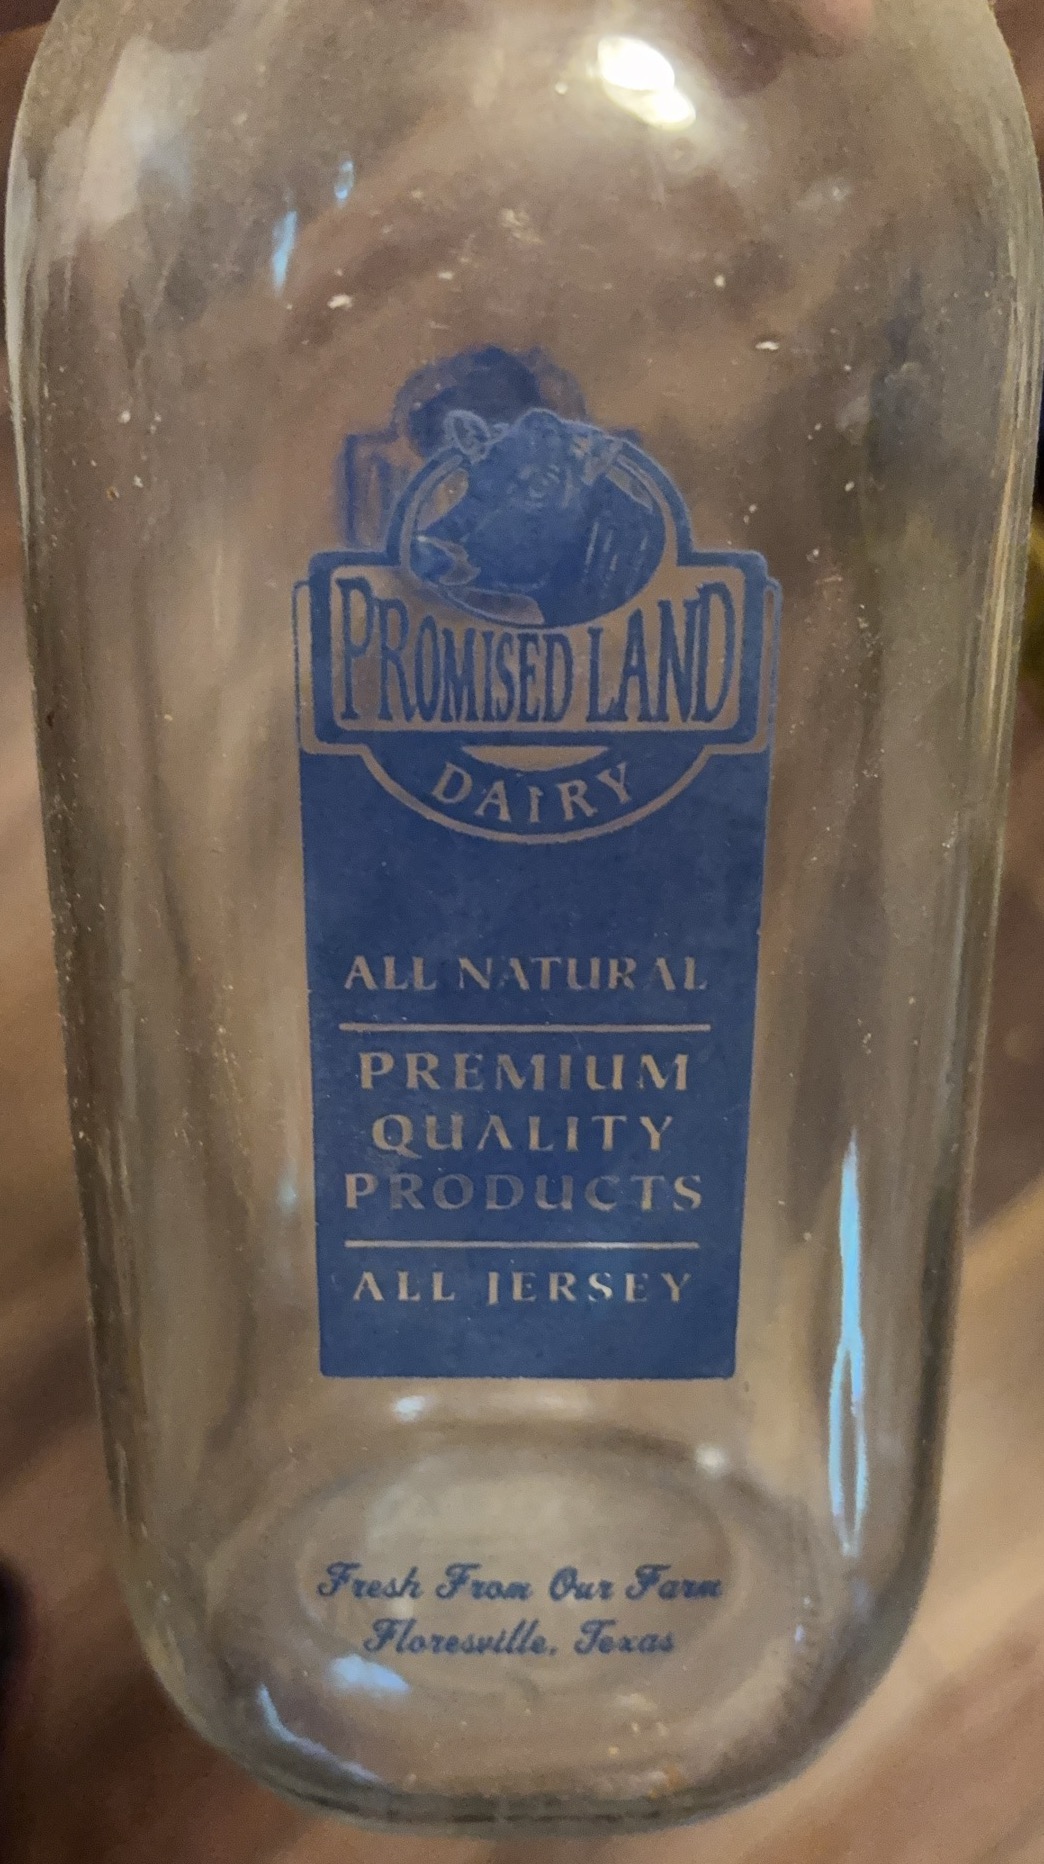 PROMISED LAND
DAIRY
ALL NATURAL
PREMIUM
QUALITY
PRODUCTS
ALL JERSEY
Fresh From Our Farm
Floresville, Texas